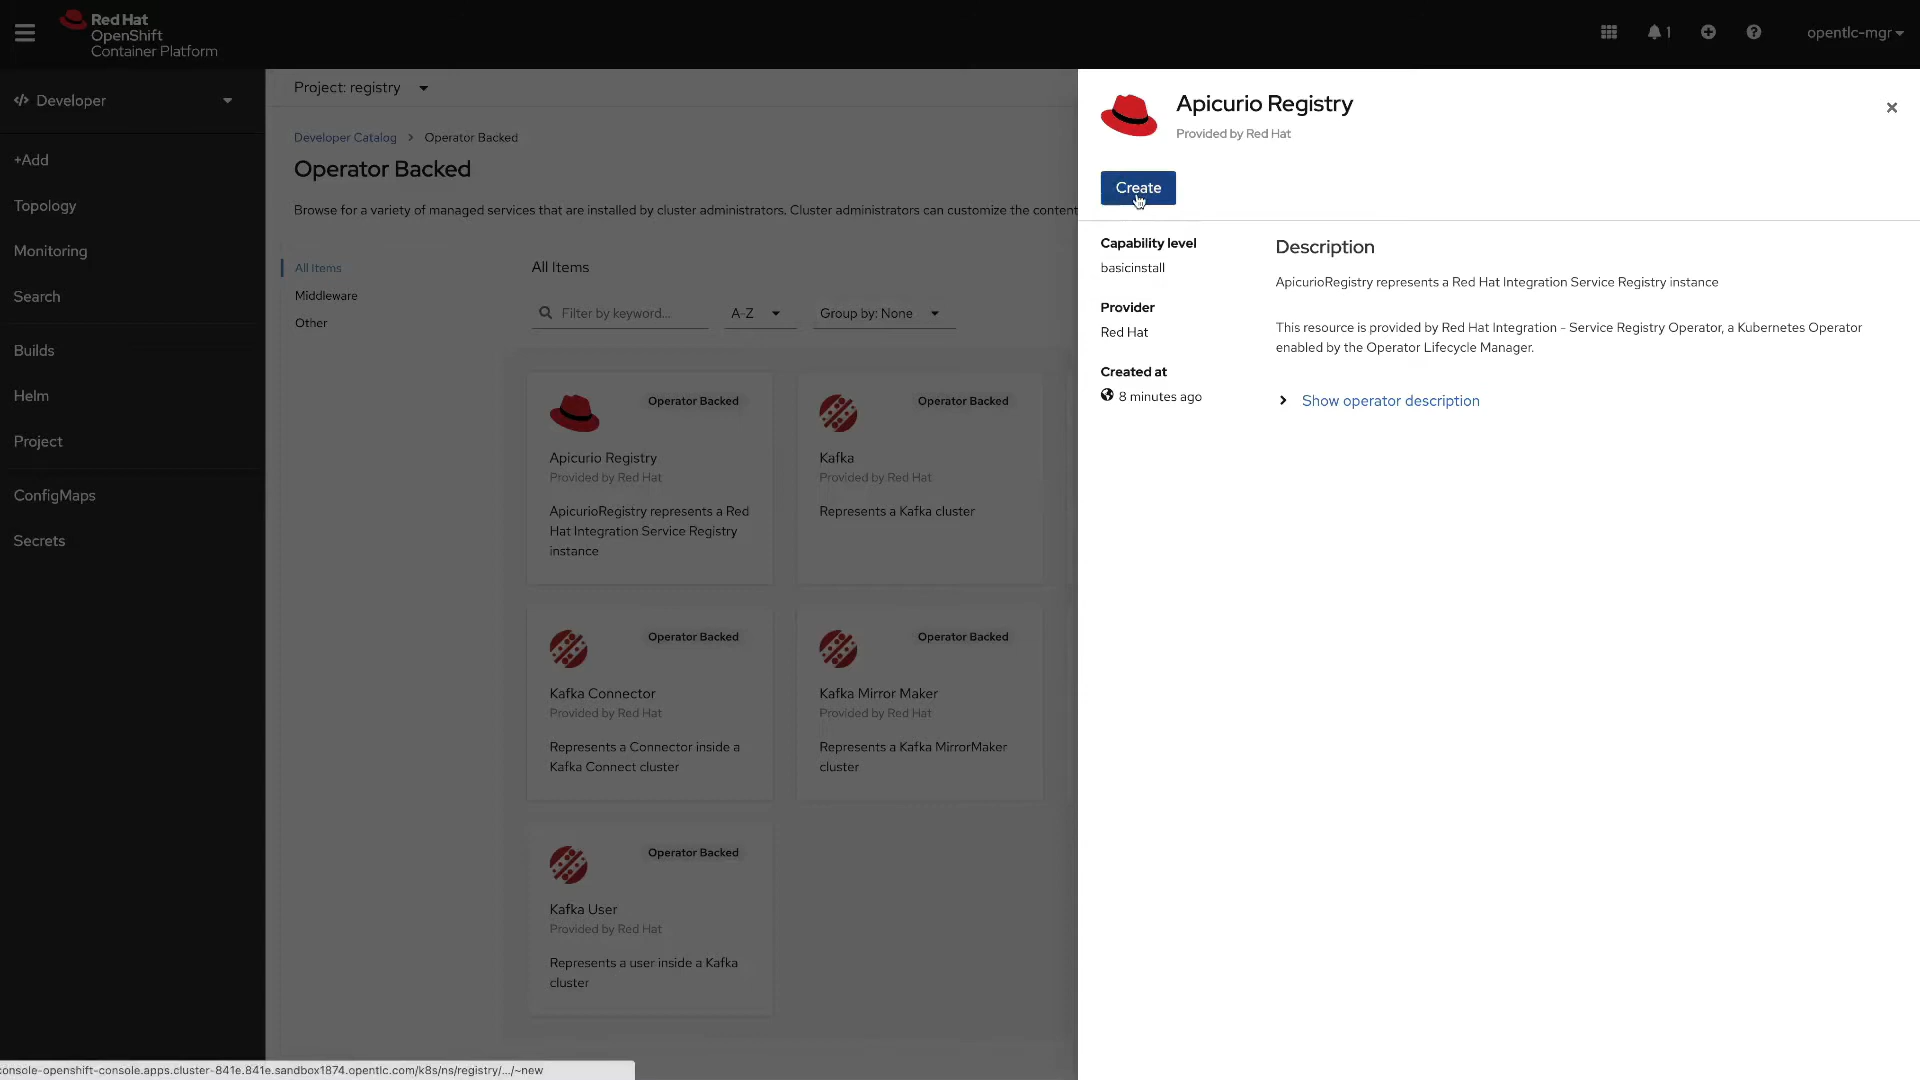 Red Hat
OpenShift
Container Platform
1
opentlc-mgr
Developer
+Add
Topology
Monitoring
Search
Builds
Helm
Project
ConfigMaps
Secrets
Project: registry
Developer Catalog > Operator Backed
Operator Backed
Browse for a variety of managed services that are installed by cluster administrators. Cluster administrators can customize the content
All Items
Middleware
Other
All Items
Filter by keyword...
A-Z
Group by: None
Operator Backed
Apicurio Registry
Provided by Red Hat
ApicurioRegistry represents a Red
Hat Integration Service Registry
instance
Operator Backed
Kafka
Provided by Red Hat
Represents a Kafka cluster
Operator Backed
Kafka Connector
Provided by Red Hat
Represents a Connector inside a
Kafka Connect cluster
Operator Backed
Kafka Mirror Maker
Provided by Red Hat
Represents a Kafka MirrorMaker
cluster
Operator Backed
Kafka User
Provided by Red Hat
Represents a user inside a Kafka
cluster
Apicurio Registry
Provided by Red Hat
Create
Capability level
basicinstall
Provider
Red Hat
Created at
8 minutes ago
Description
ApicurioRegistry represents a Red Hat Integration Service Registry instance
This resource is provided by Red Hat Integration - Service Registry Operator, a Kubernetes Operator
enabled by the Operator Lifecycle Manager.
Show operator description
console-openshift-console.apps.cluster-841e.841e.sandbox1874.opentlc.com/k8s/ns/registry/.../~new